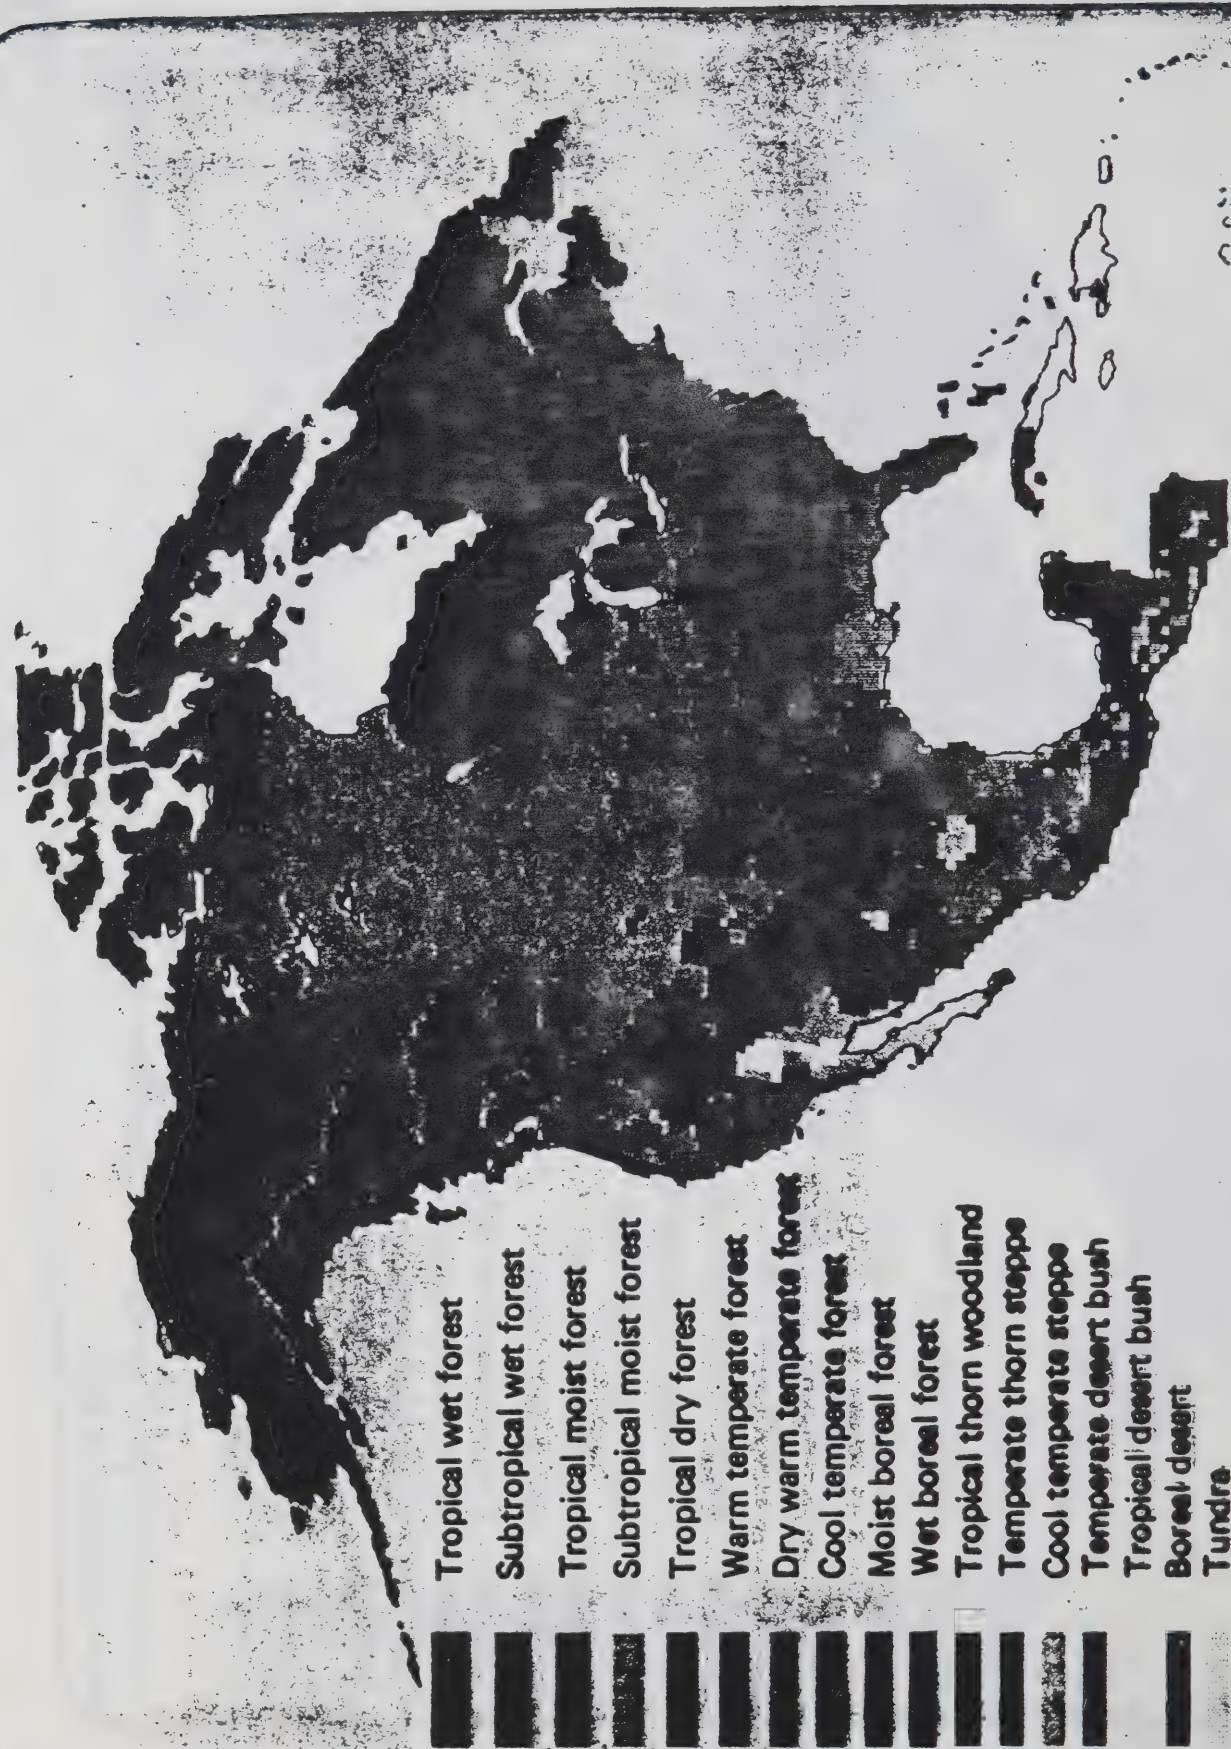 Tropical wet forest
Subtropical wet forest
Tropical moist forest
Subtropical moist forest
Tropical dry forest
Warm temperate forest
Dry warm temperate forest
Cool temperate forest
Moist boreal forest
Wet boreal forest
Tropical thorn woodland
Temperate thorn steppe
Cool temperate steppe
Temperate desert bush
Tropical desert bush
Boreal desert
Tundra